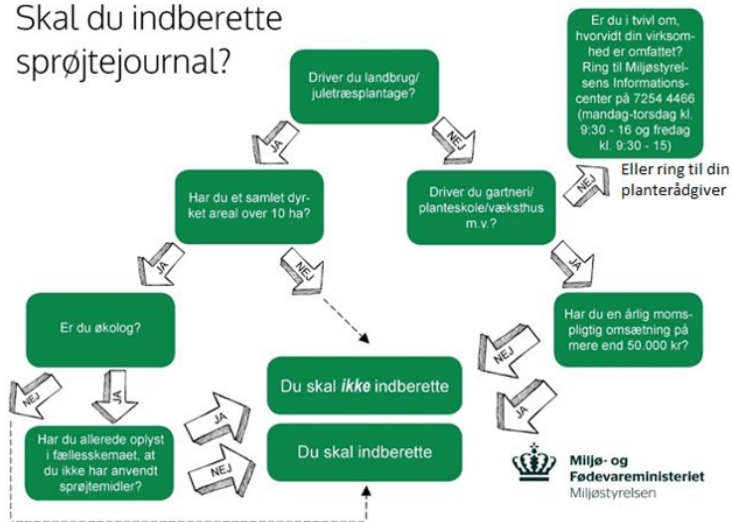 Skal du indberette
sprøjtejournal?
Driver du landbrug/
juletræsplantage?
Er du i tvivl om,
hvorvidt din virksom-
hed er omfattet?
Ring til Miljøstyrel-
sens Informations-
center på 7254 4466
(mandag-torsdag kl.
9:30 - 16 og fredag
kl. 9:30 - 15)
JA
NEJ
NEJ
Eller ring til din
planterådgiver
Har du et samlet dyr-
ket areal over 10 ha?
Driver du gartneri/
planteskole/væksthus
m.v.?
JA
NEJ
JA
Er du økolog?
Har du en årlig moms-
pligtig omsætning på
mere end 50.000 kr?
NEJ
Du skal ikke indberette
NEJ
JA
JA
JA
Har du allerede oplyst
i fællesskemaet, at
du ikke har anvendt
sprøjtemidler?
NEJ
Du skal indberette
Miljø- og
Fødevareministeriet
Miljøstyrelsen